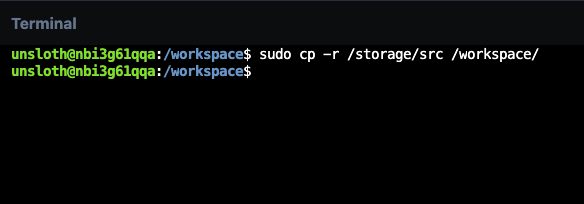 Terminal
unsloth@nbi3g61qqa:/workspace$ sudo cp -r /storage/src /workspace/
unsloth@nbi3g61qqa:/workspace$